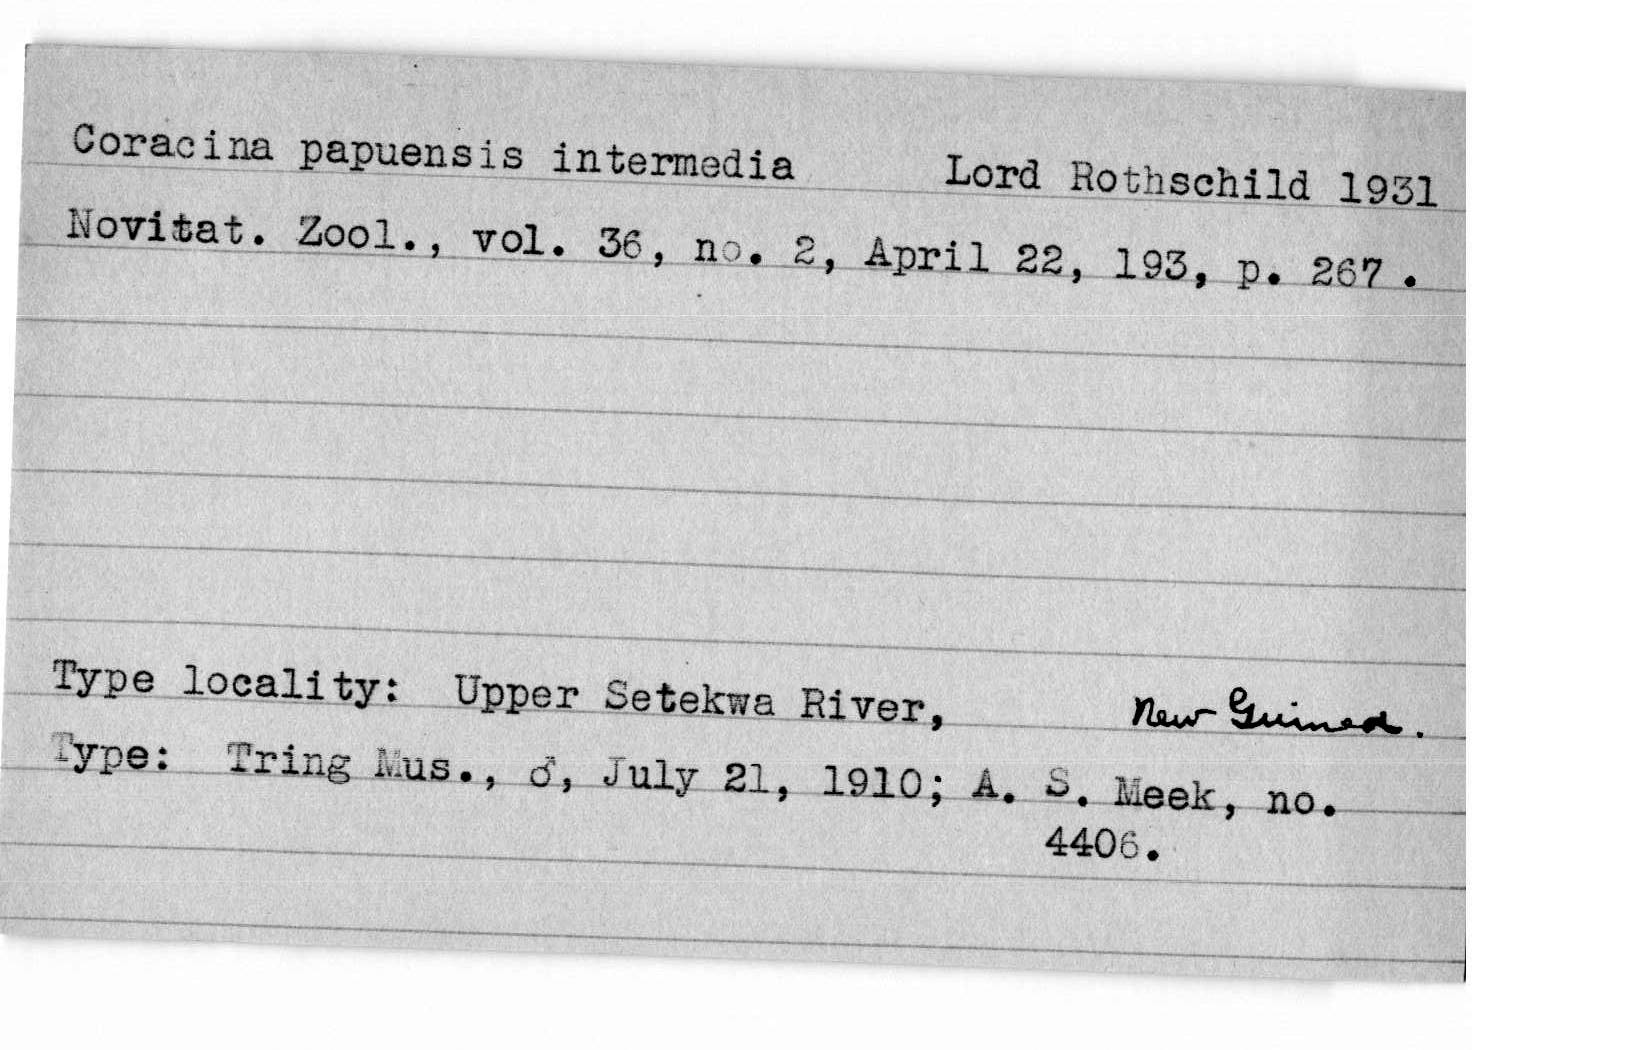 Coracina papuensis intermedia Lord Rothschild 1931
Novitat. Zool., vol. 36, no. 2, April 22, 193, p. 267 .
Type locality: Upper Setekwa River, New Guinea.
Type: Tring Mus., ♂, July 21, 1910; A. S. Meek, no.
4406.